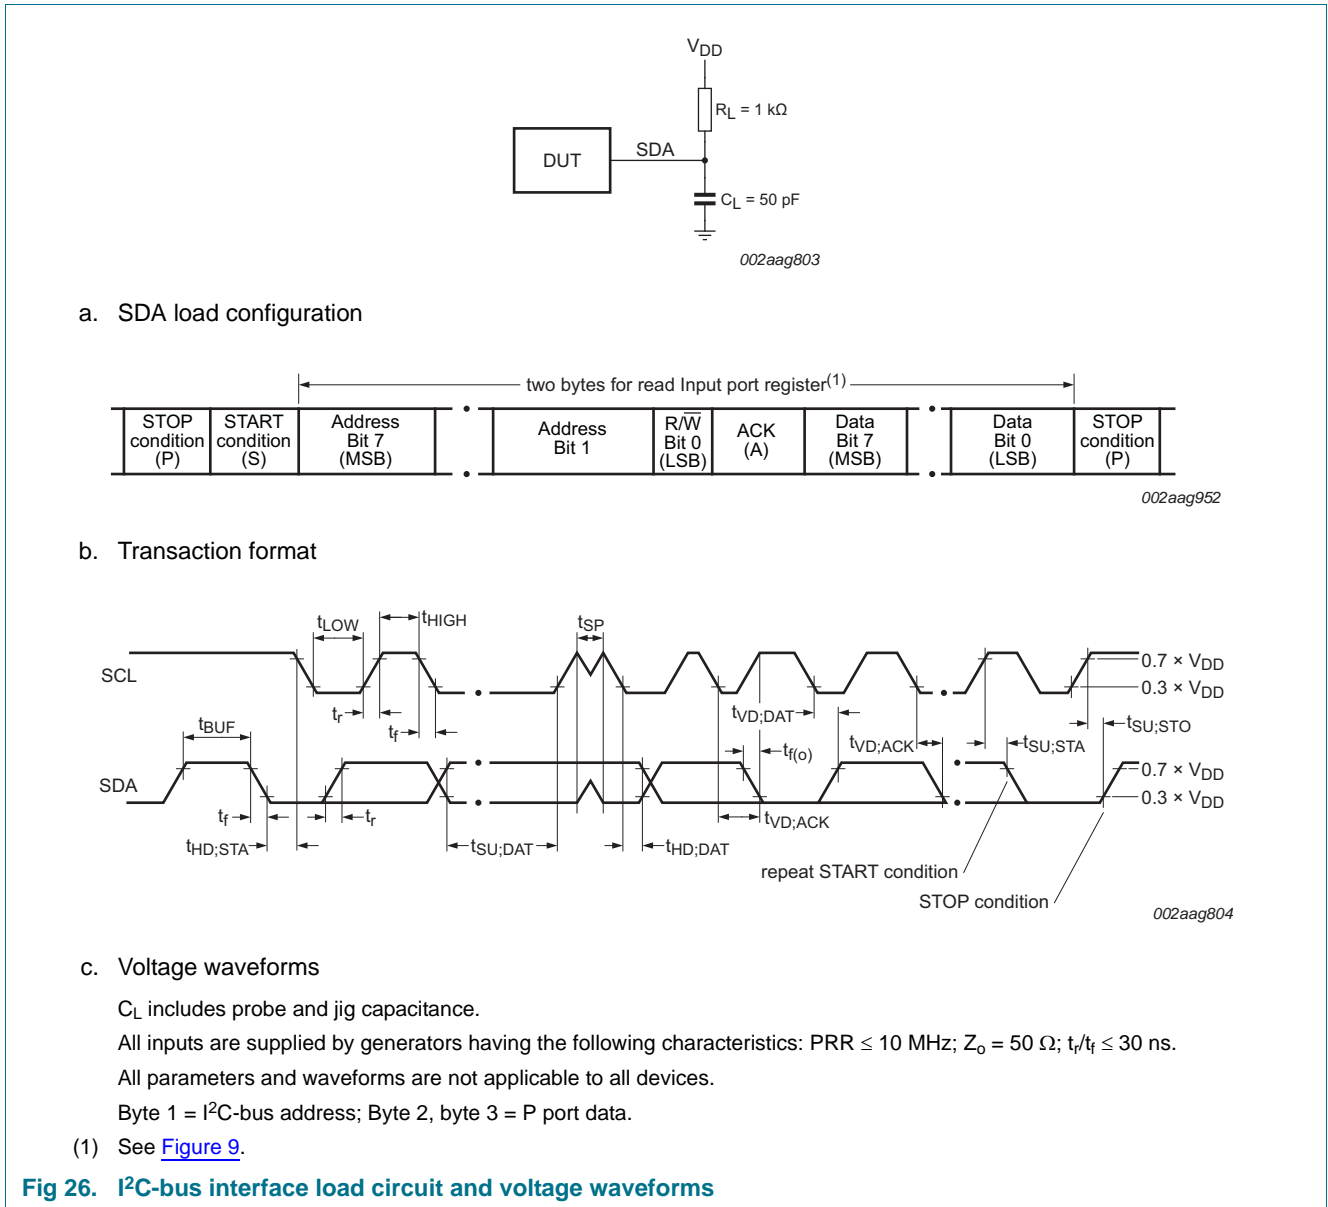 VDD
RL = 1 kΩ
DUT
SDA
CL = 50 pF
002aag803
a. SDA load configuration
two bytes for read Input port register(1)
STOP condition (P)
START condition (S)
Address Bit 7 (MSB)
Address Bit 1
R/W̅ Bit 0 (LSB)
ACK (A)
Data Bit 7 (MSB)
Data Bit 0 (LSB)
STOP condition (P)
002aag952
b. Transaction format
tLOW
tHIGH
tSP
SCL
0.7 × VDD
0.3 × VDD
tr
tf
tBUF
tVD;DAT
tf(o)
tVD;ACK
tSU;STA
tSU;STO
SDA
0.7 × VDD
0.3 × VDD
tf
tr
tHD;STA
tSU;DAT
tHD;DAT
tVD;ACK
repeat START condition
STOP condition
002aag804
c. Voltage waveforms
CL includes probe and jig capacitance.
All inputs are supplied by generators having the following characteristics: PRR ≤ 10 MHz; Zo = 50 Ω; tr/tf ≤ 30 ns.
All parameters and waveforms are not applicable to all devices.
Byte 1 = I2C-bus address; Byte 2, byte 3 = P port data.
(1) See Figure 9.
Fig 26. I2C-bus interface load circuit and voltage waveforms